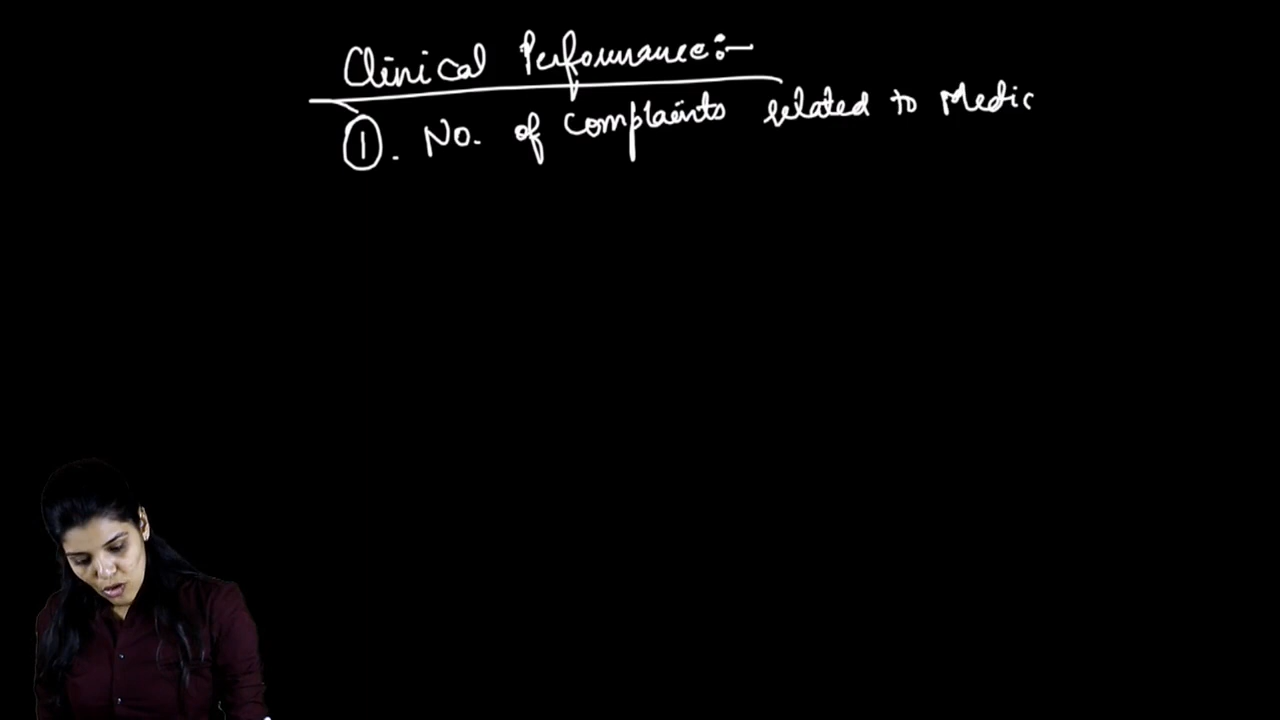 Clinical Performance:-
①. No. of complaints related to Medic